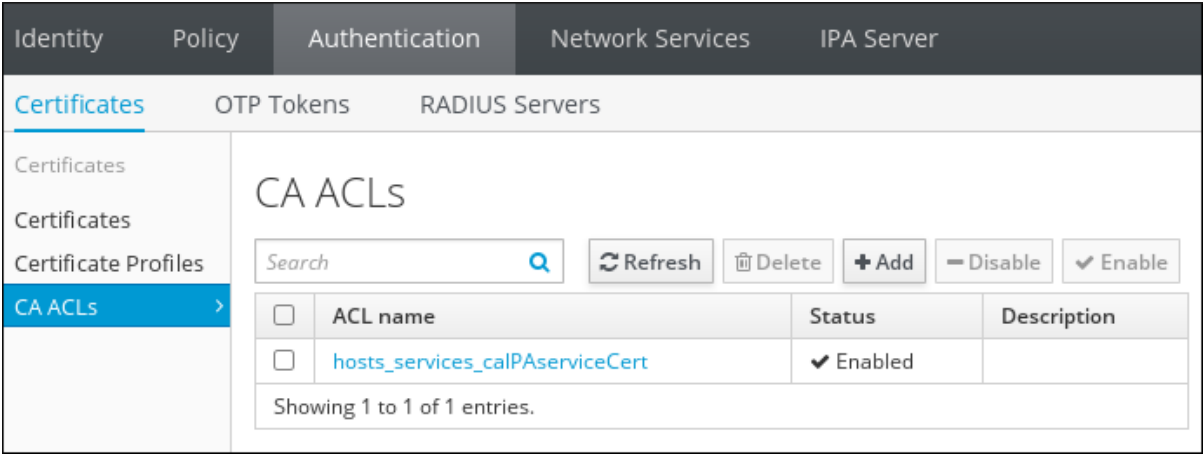 Identity Policy Authentication Network Services IPA Server
Certificates OTP Tokens RADIUS Servers
Certificates
Certificates
Certificate Profiles
CA ACLs
CA ACLs
Search Refresh Delete Add Disable Enable
ACL name Status Description
hosts_services_caIPAserviceCert Enabled
Showing 1 to 1 of 1 entries.